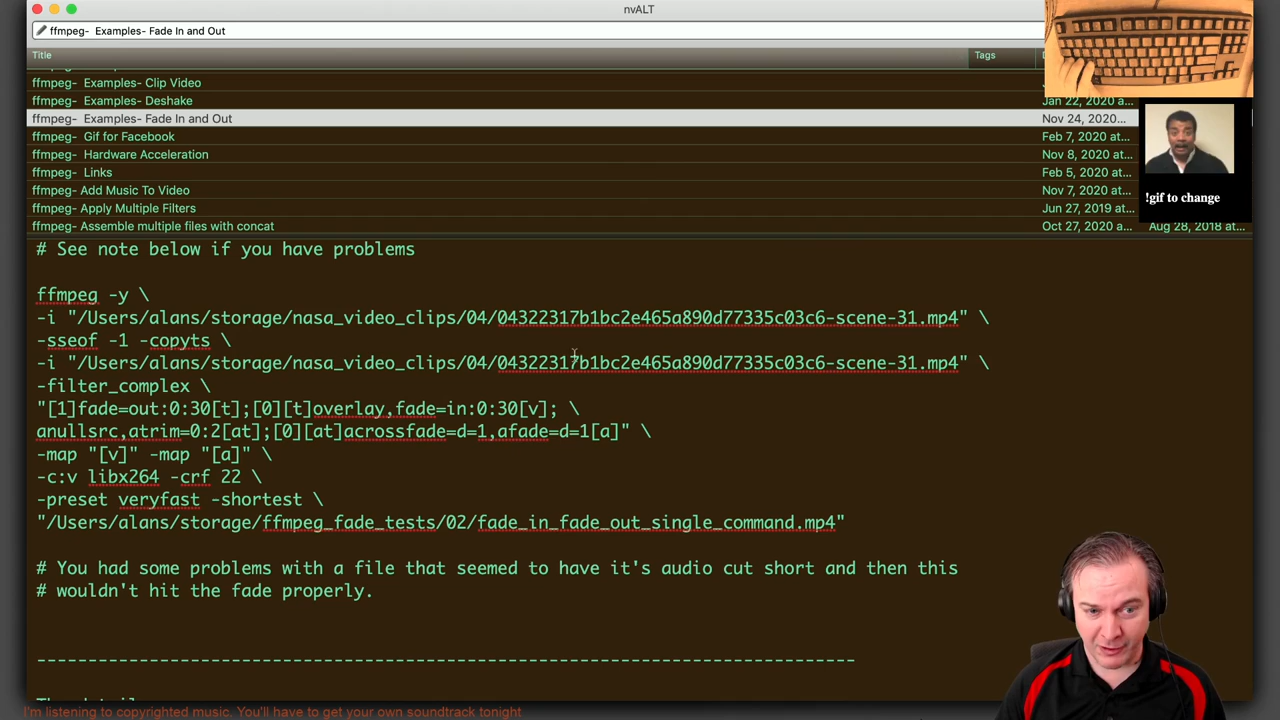 nvALT
ffmpeg- Examples- Fade In and Out
Title Tags
ffmpeg- Examples- Clip Video
ffmpeg- Examples- Deshake Jan 22, 2020 a...
ffmpeg- Examples- Fade In and Out Nov 24, 2020...
ffmpeg- Gif for Facebook Feb 7, 2020 at...
ffmpeg- Hardware Acceleration Nov 8, 2020 at...
ffmpeg- Links Feb 5, 2020 at...
ffmpeg- Add Music To Video Nov 7, 2020 at...
ffmpeg- Apply Multiple Filters Jun 27, 2019 at...
ffmpeg- Assemble multiple files with concat Oct 27, 2020 at... Aug 28, 2018 at...
!gif to change
# See note below if you have problems
ffmpeg -y \
-i "/Users/alans/storage/nasa_video_clips/04/04322317b1bc2e465a890d77335c03c6-scene-31.mp4" \
-sseof -1 -copyts \
-i "/Users/alans/storage/nasa_video_clips/04/04322317b1bc2e465a890d77335c03c6-scene-31.mp4" \
-filter_complex \
"[1]fade=out:0:30[t];[0][t]overlay,fade=in:0:30[v]; \
anullsrc,atrim=0:2[at];[0][at]acrossfade=d=1,afade=d=1[a]" \
-map "[v]" -map "[a]" \
-c:v libx264 -crf 22 \
-preset veryfast -shortest \
"/Users/alans/storage/ffmpeg_fade_tests/02/fade_in_fade_out_single_command.mp4"
# You had some problems with a file that seemed to have it's audio cut short and then this
# wouldn't hit the fade properly.
--------------------------------------------------------------------------------
I'm listening to copyrighted music. You'll have to get your own soundtrack tonight